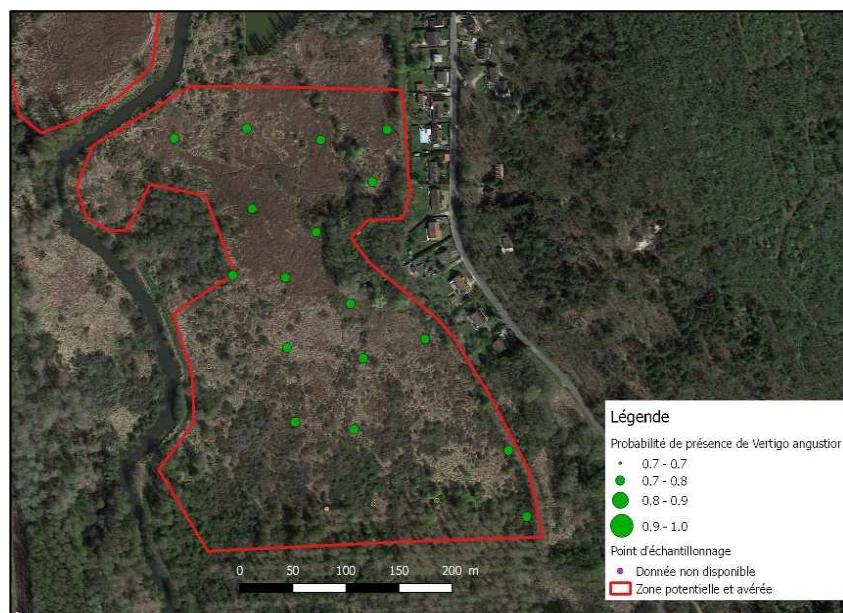 Légende
Probabilité de présence de Vertigo angustior
0.7 - 0.7
0.7 - 0.8
0.8 - 0.9
0.9 - 1.0
Point d'échantillonnage
Donnée non disponible
Zone potentielle et avérée
0 50 100 150 200 m